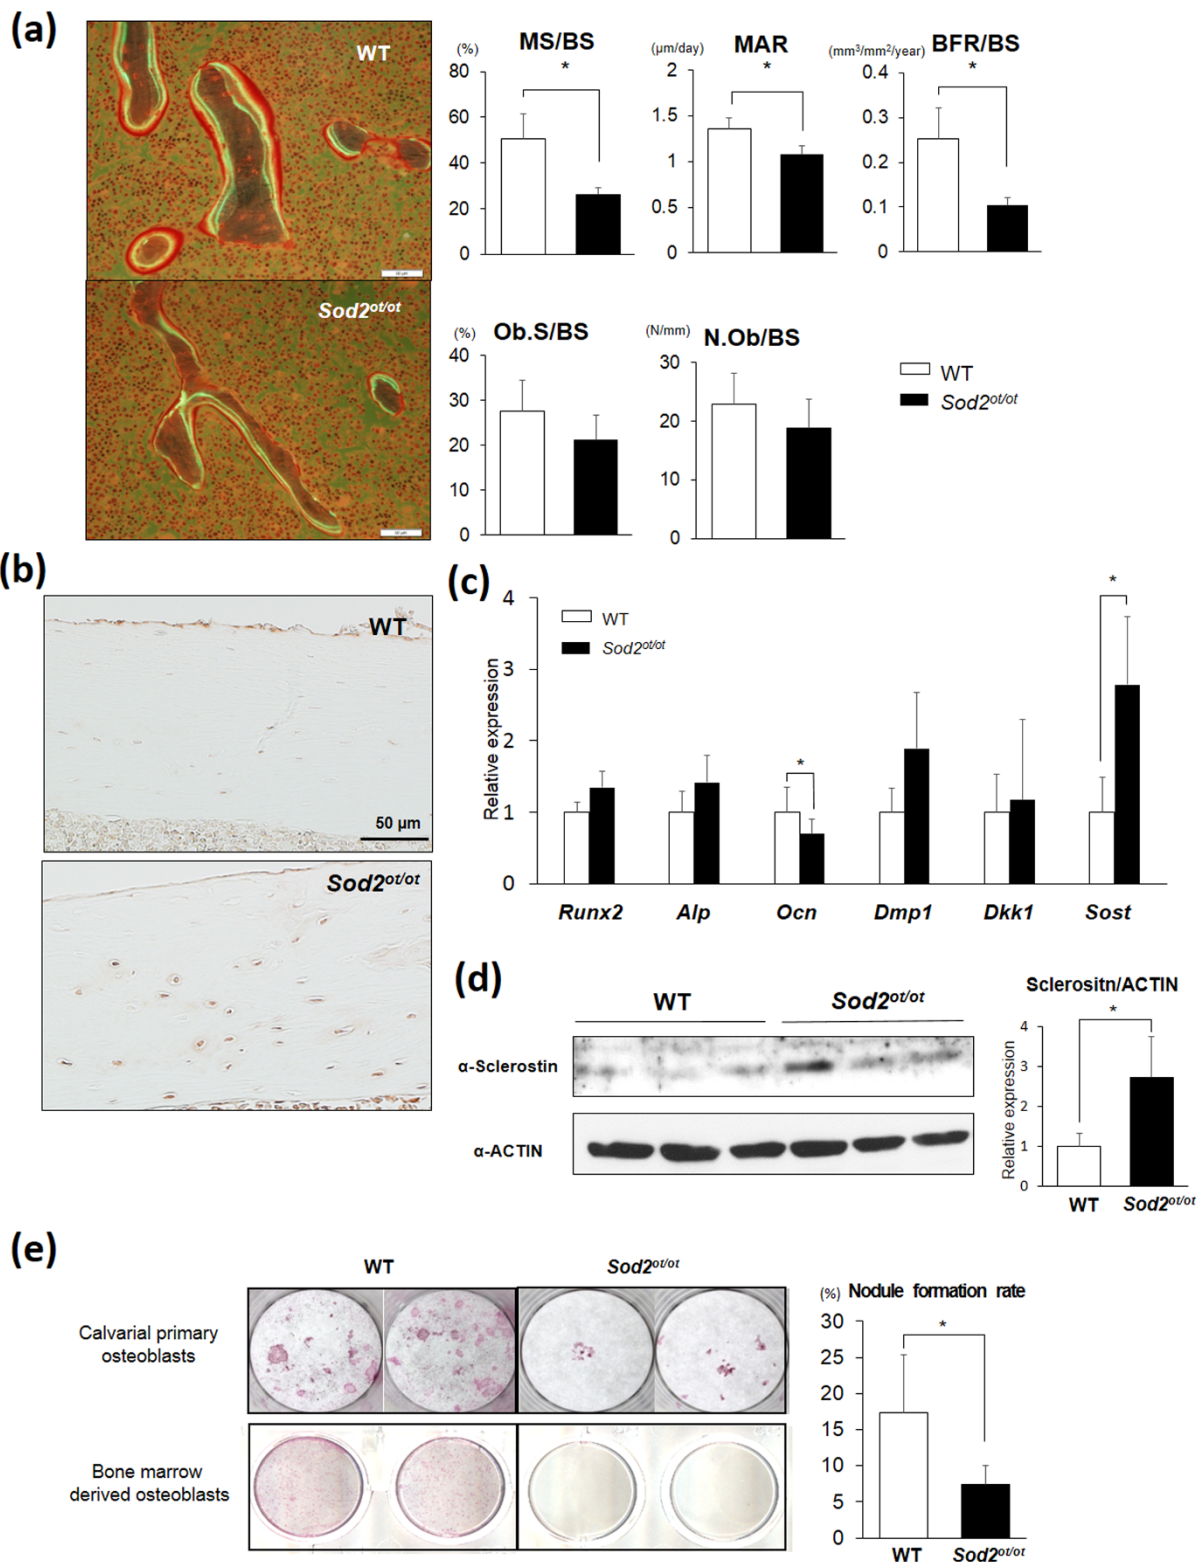 (a)
WT
Sod2ot/ot
MS/BS
(%)
*
80
60
40
20
0
MAR
(µm/day)
*
2
1.5
1
0.5
0
BFR/BS
(mm³/mm²/year)
*
0.4
0.3
0.2
0.1
0
Ob.S/BS
(%)
40
30
20
10
0
N.Ob/BS
(N/mm)
30
20
10
0
WT
Sod2ot/ot
(b)
WT
50 µm
Sod2ot/ot
(c)
Relative expression
4
3
2
1
0
WT
Sod2ot/ot
*
*
Runx2 Alp Ocn Dmp1 Dkk1 Sost
(d)
WT Sod2ot/ot
α-Sclerostin
α-ACTIN
Sclerositn/ACTIN
*
Relative expression
4
3
2
1
0
WT Sod2ot/ot
(e)
WT Sod2ot/ot
Calvarial primary
osteoblasts
Bone marrow
derived osteoblasts
(%) Nodule formation rate
*
30
25
20
15
10
5
0
WT Sod2ot/ot